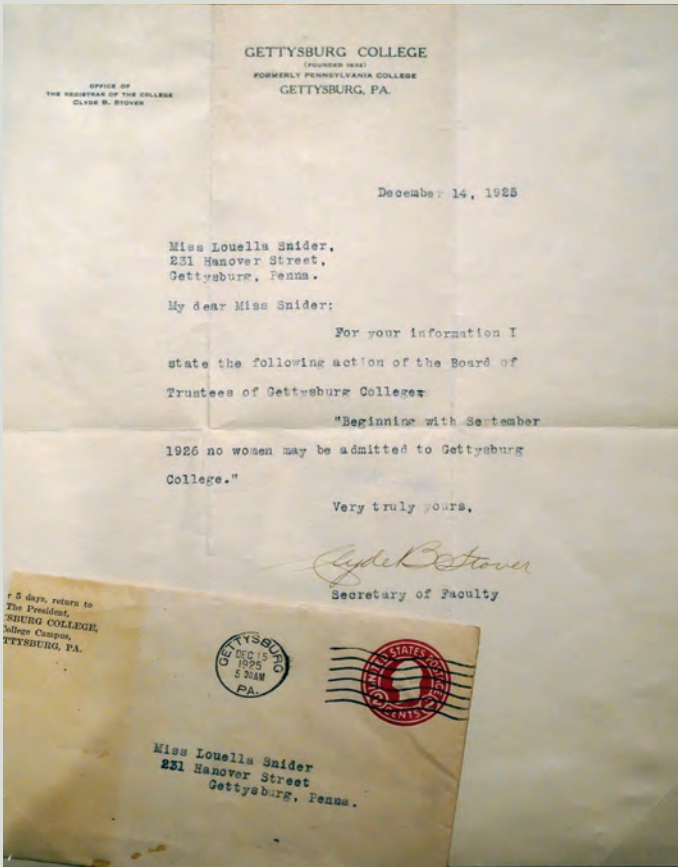 GETTYSBURG COLLEGE
(FOUNDED 1832)
FORMERLY PENNSYLVANIA COLLEGE
GETTYSBURG, PA.
OFFICE OF
THE REGISTRAR OF THE COLLEGE
CLYDE B. STOVER
December 14, 1925
Miss Louella Snider,
231 Hanover Street,
Gettysburg, Penna.
My dear Miss Snider:
For your information I
state the following action of the Board of
Trustees of Gettysburg College:
"Beginning with September
1926 no women may be admitted to Gettysburg
College."
Very truly yours,
Clyde B Stover
Secretary of Faculty
r 5 days, return to
The President,
SBURG COLLEGE,
College Campus,
TTYSBURG, PA.
GETTYSBURG
DEC 15
1925
5 30AM
PA.
UNITED STATES POSTAGE
2 CENTS 2
Miss Louella Snider
231 Hanover Street
Gettysburg, Penna.